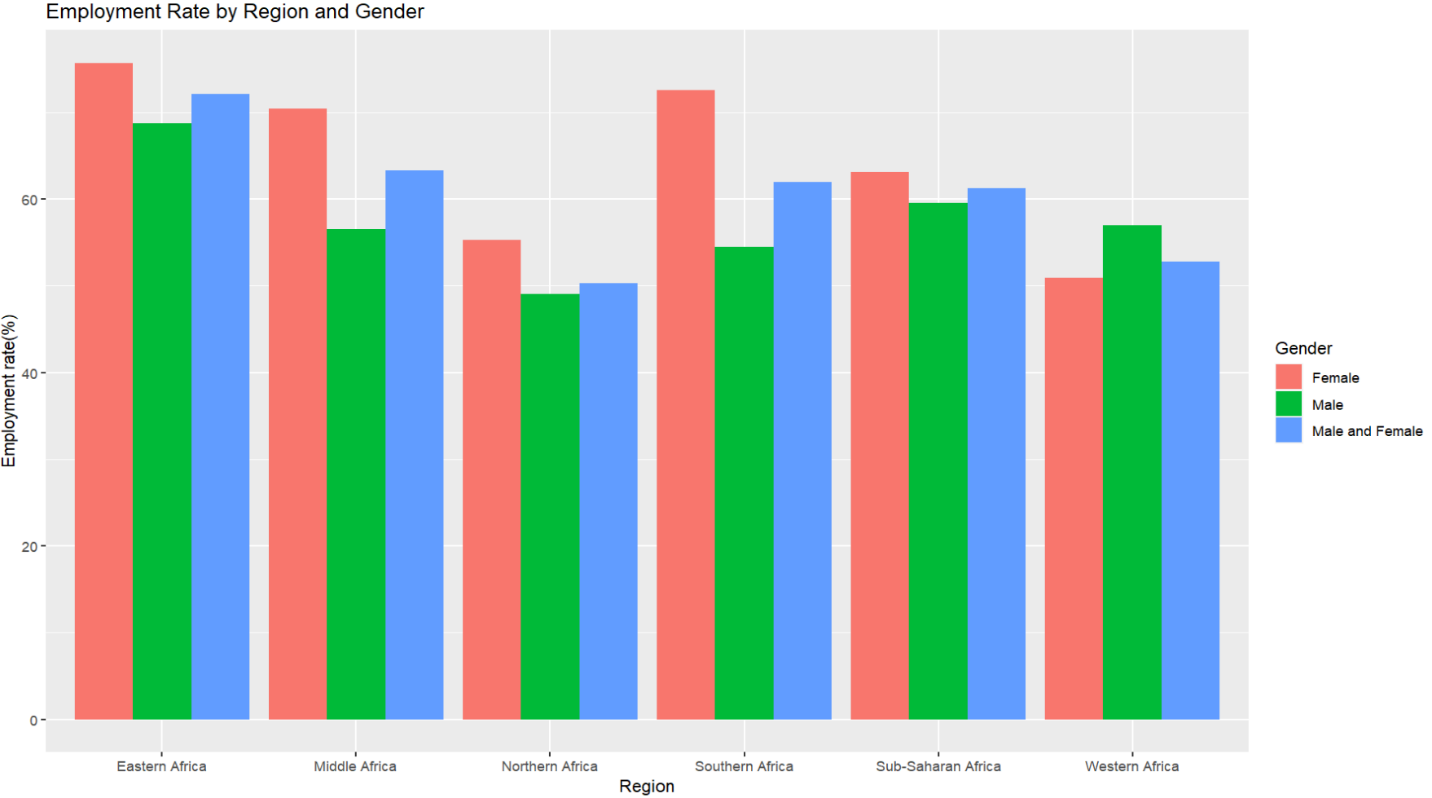 Employment Rate by Region and Gender
Employment rate(%)
60
40
20
0
Eastern Africa
Middle Africa
Northern Africa
Southern Africa
Sub-Saharan Africa
Western Africa
Region
Gender
Female
Male
Male and Female